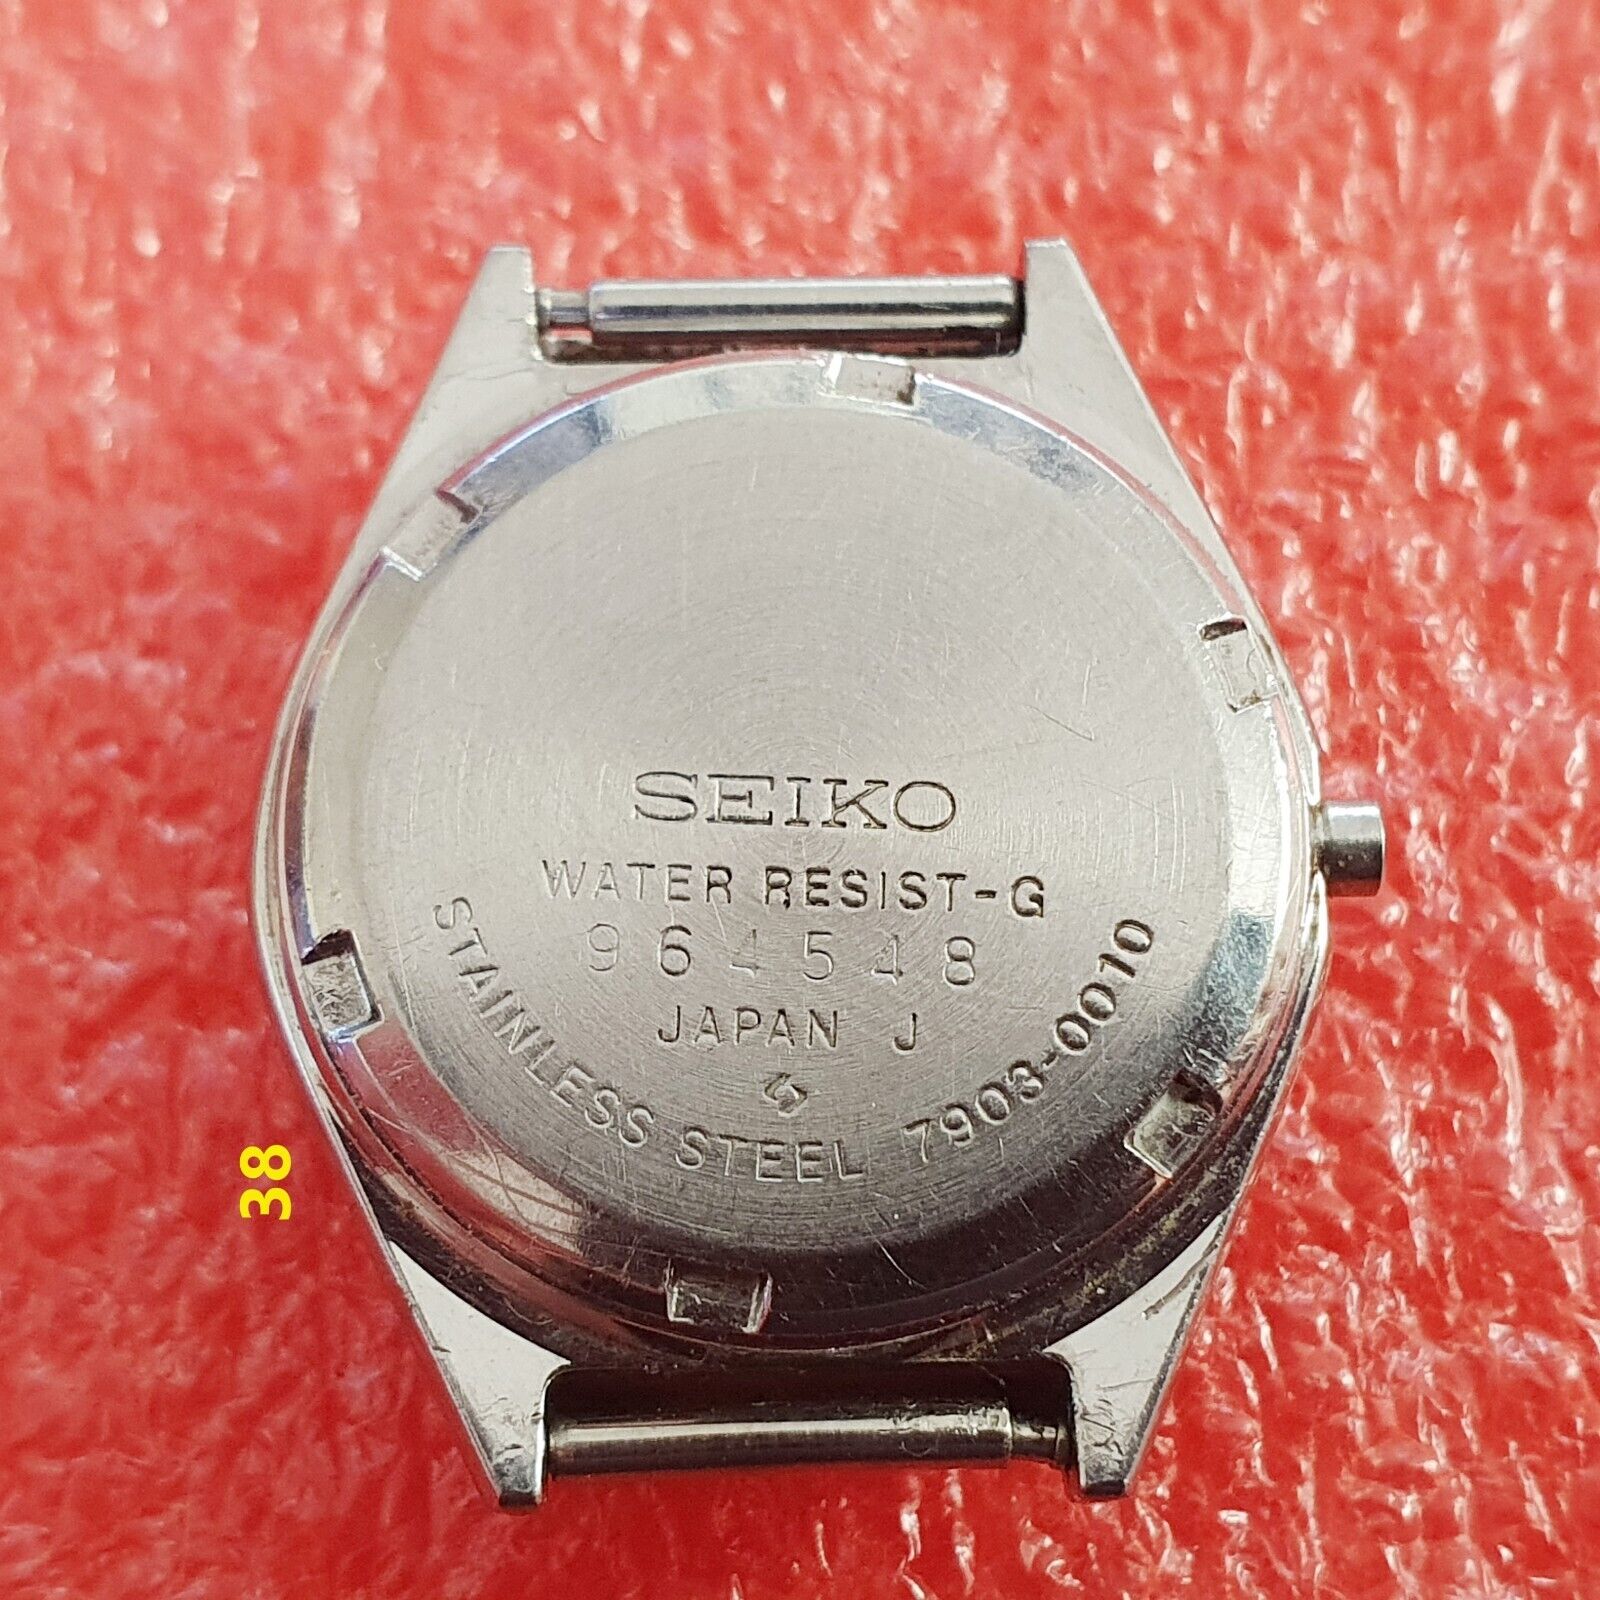 SEIKO
WATER RESIST-G
964548
JAPAN J
STAINLESS STEEL 7903-0010
38